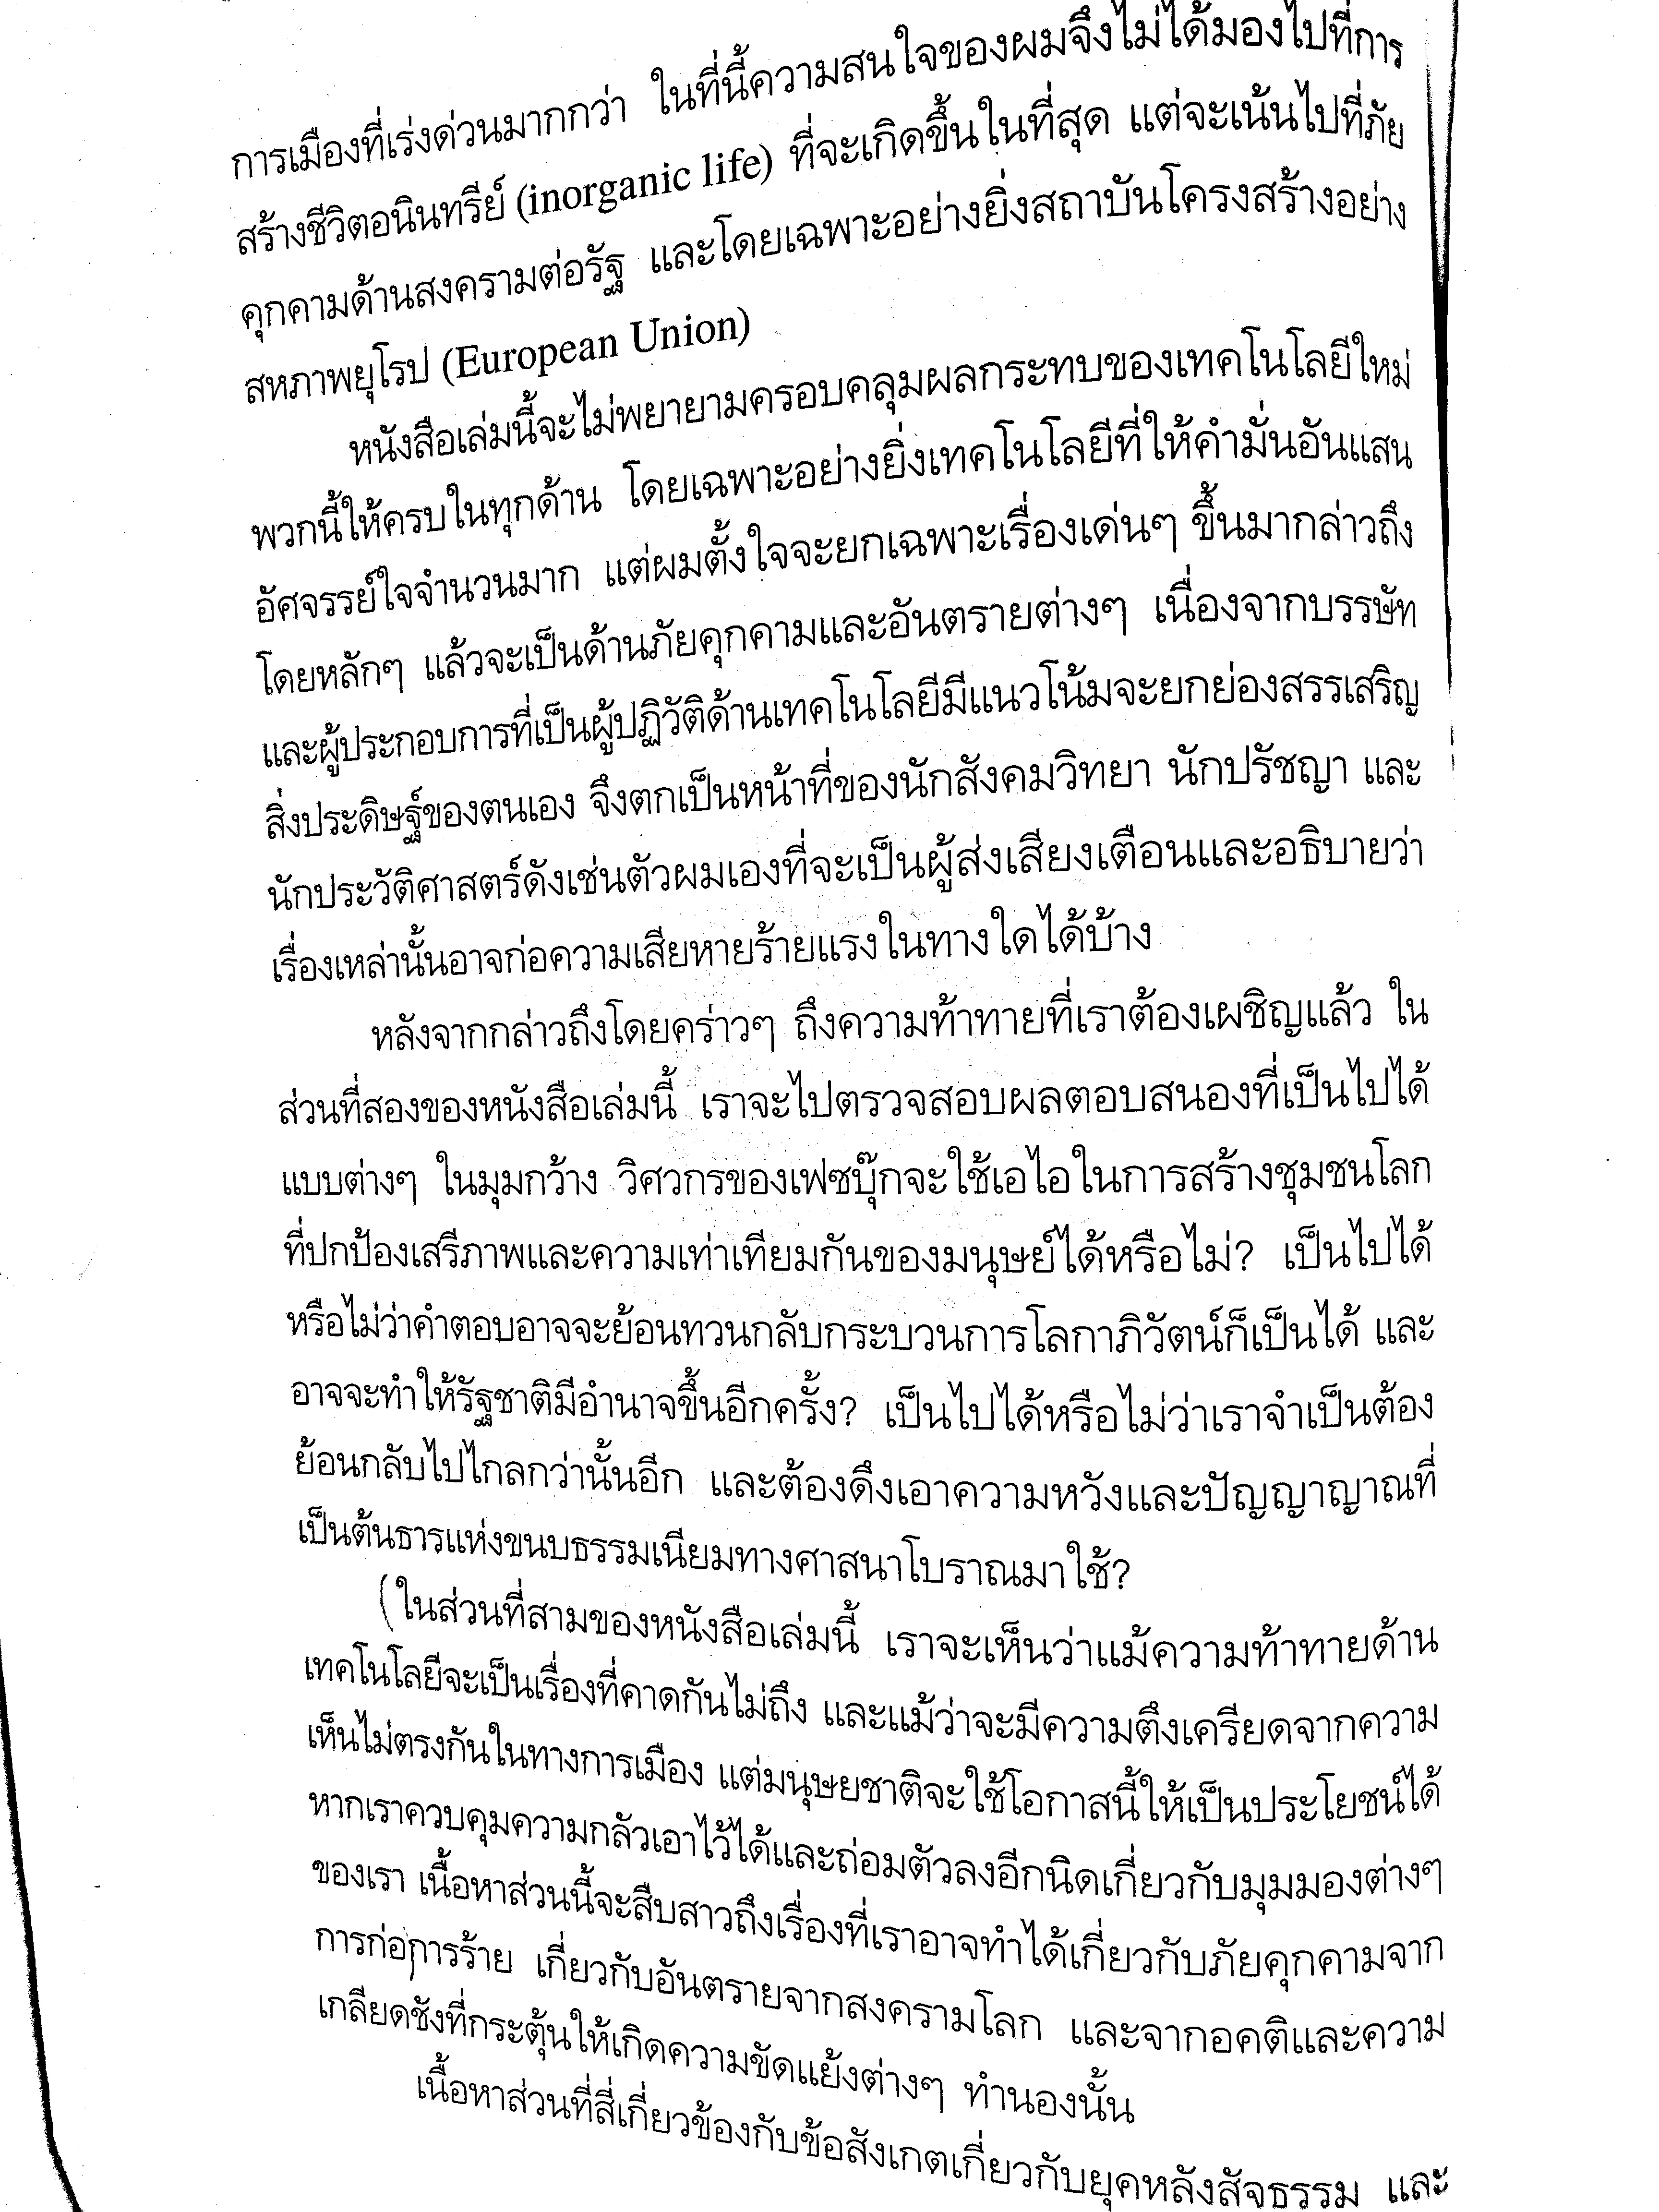 การเมืองที่เร่งด่วนมากกว่า ในที่นี้ความสนใจของผมจึงไม่ได้มองไปที่การ
สร้างชีวิตอนินทรีย์ (inorganic life) ที่จะเกิดขึ้นในที่สุด แต่จะเน้นไปที่ภัย
คุกคามด้านสงครามต่อรัฐ และโดยเฉพาะอย่างยิ่งสถาบันโครงสร้างอย่าง
สหภาพยุโรป (European Union)
หนังสือเล่มนี้จะไม่พยายามครอบคลุมผลกระทบของเทคโนโลยีใหม่
พวกนี้ให้ครบในทุกด้าน โดยเฉพาะอย่างยิ่งเทคโนโลยีที่ให้คำมั่นอันแสน
อัศจรรย์ใจจำนวนมาก แต่ผมตั้งใจจะยกเฉพาะเรื่องเด่นๆ ขึ้นมากล่าวถึง
โดยหลักๆ แล้วจะเป็นด้านภัยคุกคามและอันตรายต่างๆ เนื่องจากบรรษัท
และผู้ประกอบการที่เป็นผู้ปฏิวัติด้านเทคโนโลยีมีแนวโน้มจะยกย่องสรรเสริญ
สิ่งประดิษฐ์ของตนเอง จึงตกเป็นหน้าที่ของนักสังคมวิทยา นักปรัชญา และ
นักประวัติศาสตร์ดังเช่นตัวผมเองที่จะเป็นผู้ส่งเสียงเตือนและอธิบายว่า
เรื่องเหล่านั้นอาจก่อความเสียหายร้ายแรงในทางใดได้บ้าง
หลังจากกล่าวถึงโดยคร่าวๆ ถึงความท้าทายที่เราต้องเผชิญแล้ว ใน
ส่วนที่สองของหนังสือเล่มนี้ เราจะไปตรวจสอบผลตอบสนองที่เป็นไปได้
แบบต่างๆ ในมุมกว้าง วิศวกรของเฟซบุ๊กจะใช้เอไอในการสร้างชุมชนโลก
ที่ปกป้องเสรีภาพและความเท่าเทียมกันของมนุษย์ได้หรือไม่? เป็นไปได้
หรือไม่ว่าคำตอบอาจจะย้อนทวนกลับกระบวนการโลกาภิวัตน์ก็เป็นได้ และ
อาจจะทำให้รัฐชาติมีอำนาจขึ้นอีกครั้ง? เป็นไปได้หรือไม่ว่าเราจำเป็นต้อง
ย้อนกลับไปไกลกว่านั้นอีก และต้องดึงเอาความหวังและปัญญาญาณที่
เป็นต้นธารแห่งขนบธรรมเนียมทางศาสนาโบราณมาใช้?
(ในส่วนที่สามของหนังสือเล่มนี้ เราจะเห็นว่าแม้ความท้าทายด้าน
เทคโนโลยีจะเป็นเรื่องที่คาดกันไม่ถึง และแม้ว่าจะมีความตึงเครียดจากความ
เห็นไม่ตรงกันในทางการเมือง แต่มนุษยชาติจะใช้โอกาสนี้ให้เป็นประโยชน์ได้
หากเราควบคุมความกลัวเอาไว้ได้และถ่อมตัวลงอีกนิดเกี่ยวกับมุมมองต่างๆ
ของเรา เนื้อหาส่วนนี้จะสืบสาวถึงเรื่องที่เราอาจทำได้เกี่ยวกับภัยคุกคามจาก
การก่อการร้าย เกี่ยวกับอันตรายจากสงครามโลก และจากอคติและความ
เกลียดชังที่กระตุ้นให้เกิดความขัดแย้งต่างๆ ทำนองนั้น
เนื้อหาส่วนที่สี่เกี่ยวข้องกับข้อสังเกตเกี่ยวกับยุคหลังสัจธรรม และ